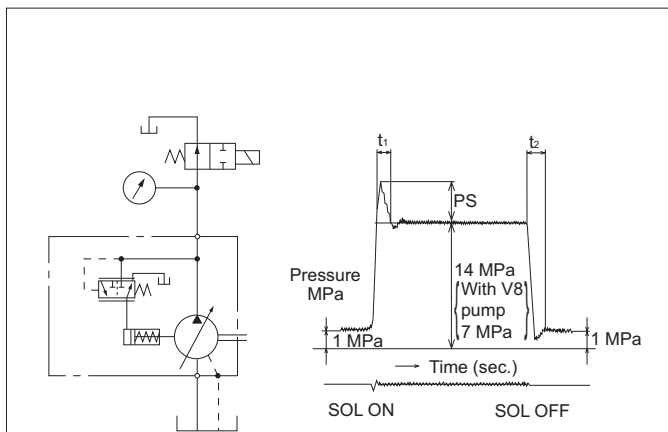 t1
t2
PS
Pressure
MPa
14 MPa
With V8
pump
7 MPa
1 MPa
1 MPa
Time (sec.)
SOL ON
SOL OFF